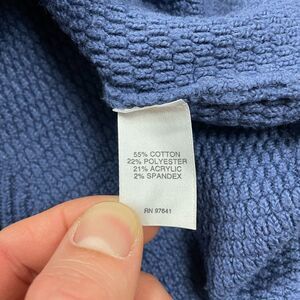 55% COTTON
22% POLYESTER
21% ACRYLIC
2% SPANDEX
RN 97641